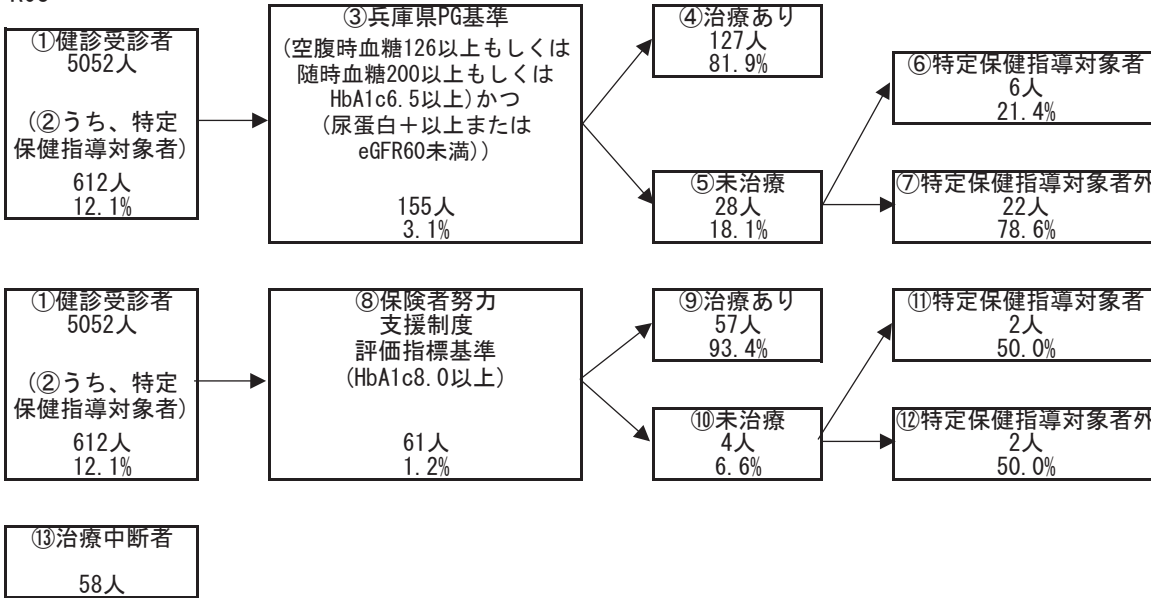 ①健診受診者
5052人
(②うち、特定
保健指導対象者)
612人
12.1%
③兵庫県PG基準
(空腹時血糖126以上もしくは
随時血糖200以上もしくは
HbA1c6.5以上)かつ
(尿蛋白+以上または
eGFR60未満))
155人
3.1%
④治療あり
127人
81.9%
⑤未治療
28人
18.1%
⑥特定保健指導対象者
6人
21.4%
⑦特定保健指導対象者外
22人
78.6%
①健診受診者
5052人
(②うち、特定
保健指導対象者)
612人
12.1%
⑧保険者努力
支援制度
評価指標基準
(HbA1c8.0以上)
61人
1.2%
⑨治療あり
57人
93.4%
⑩未治療
4人
6.6%
⑪特定保健指導対象者
2人
50.0%
⑫特定保健指導対象者外
2人
50.0%
⑬治療中断者
58人